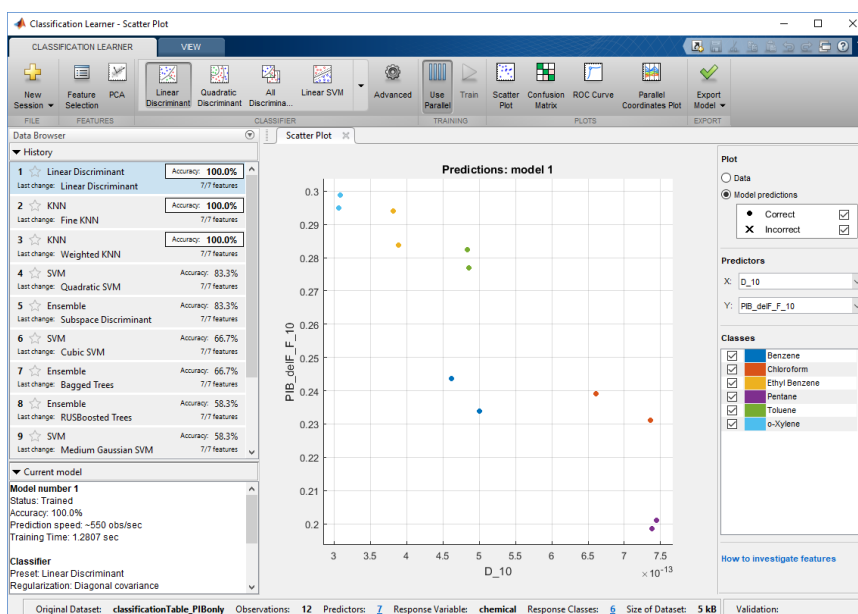 Classification Learner - Scatter Plot
CLASSIFICATION LEARNER
VIEW
New
Session
Feature
Selection
PCA
Linear
Discriminant
Quadratic
Discriminant
All
Discrimina...
Linear SVM
Advanced
Use
Parallel
Train
Scatter
Plot
Confusion
Matrix
ROC Curve
Parallel
Coordinates Plot
Export
Model
FILE
FEATURES
CLASSIFIER
TRAINING
PLOTS
EXPORT
Data Browser
History
1 Linear Discriminant Accuracy: 100.0%
Last change: Linear Discriminant 7/7 features
2 KNN Accuracy: 100.0%
Last change: Fine KNN 7/7 features
3 KNN Accuracy: 100.0%
Last change: Weighted KNN 7/7 features
4 SVM Accuracy: 83.3%
Last change: Quadratic SVM 7/7 features
5 Ensemble Accuracy: 83.3%
Last change: Subspace Discriminant 7/7 features
6 SVM Accuracy: 66.7%
Last change: Cubic SVM 7/7 features
7 Ensemble Accuracy: 66.7%
Last change: Bagged Trees 7/7 features
8 Ensemble Accuracy: 58.3%
Last change: RUSBoosted Trees 7/7 features
9 SVM Accuracy: 58.3%
Last change: Medium Gaussian SVM 7/7 features
Current model
Model number 1
Status: Trained
Accuracy: 100.0%
Prediction speed: ~550 obs/sec
Training Time: 1.2807 sec
Classifier
Preset: Linear Discriminant
Regularization: Diagonal covariance
Scatter Plot
Predictions: model 1
0.3
0.29
0.28
0.27
0.26
0.25
0.24
0.23
0.22
0.21
0.2
PIB_delF_F_10
3 3.5 4 4.5 5 5.5 6 6.5 7 7.5
D_10
×10⁻¹³
Plot
Data
Model predictions
Correct
Incorrect
Predictors
X: D_10
Y: PIB_delF_F_10
Classes
Benzene
Chloroform
Ethyl Benzene
Pentane
Toluene
o-Xylene
How to investigate features
Original Dataset: classificationTable_PIBonly Observations: 12 Predictors: 7 Response Variable: chemical Response Classes: 6 Size of Dataset: 5 kB Validation: